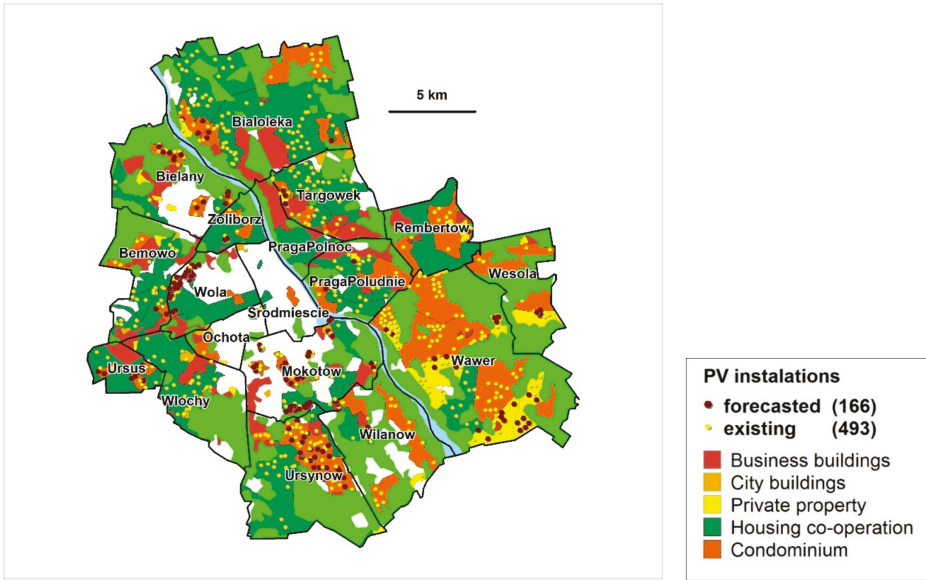 5 km
Bialoleka
Bielany
Targowek
Zoliborz
Rembertow
PragaPolnoc
Bemowo
Wesola
PragaPoludnie
Wola
Srodmiescie
Ochota
Wawer
Ursus
Mokotow
Wlochy
Wilanow
Ursynow
PV instalations
forecasted (166)
existing (493)
Business buildings
City buildings
Private property
Housing co-operation
Condominium